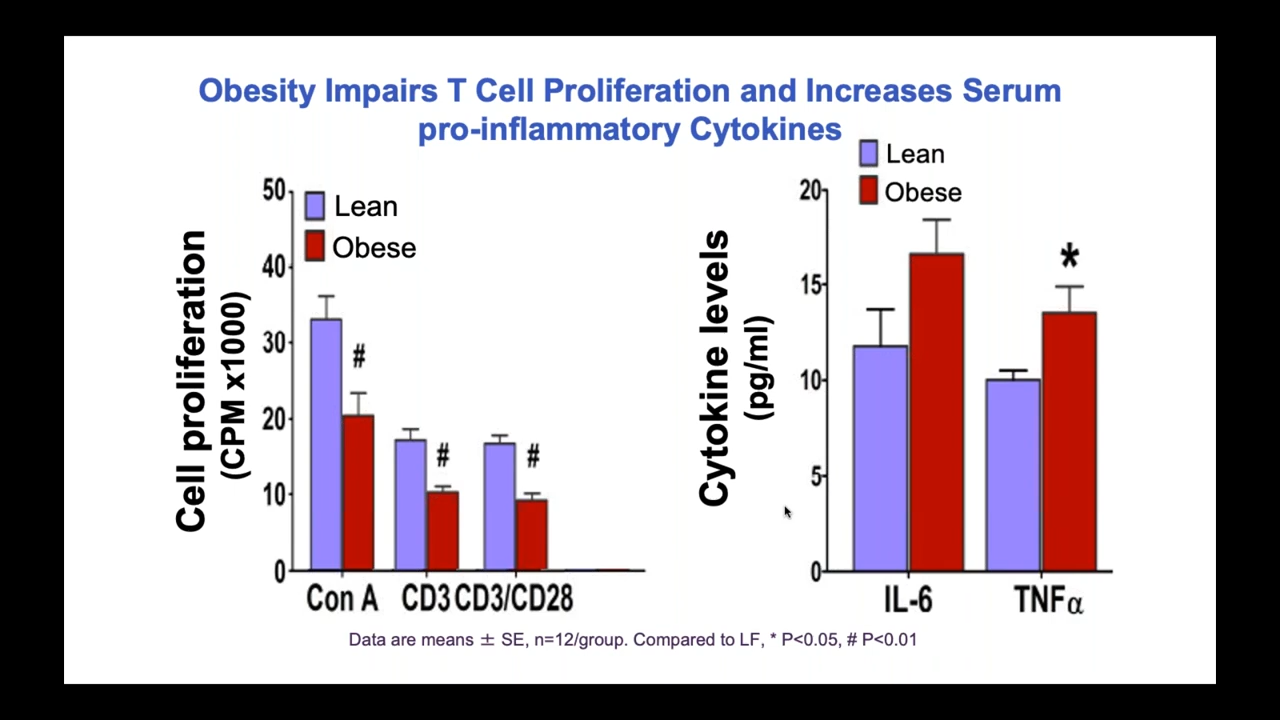 Obesity Impairs T Cell Proliferation and Increases Serum
pro-inflammatory Cytokines
Cell proliferation
(CPM x1000)
50
40
30
20
10
0
Lean
Obese
#
#
#
Con A
CD3
CD3/CD28
Cytokine levels
(pg/ml)
20
15
10
5
0
Lean
Obese
*
IL-6
TNFα
Data are means ± SE, n=12/group. Compared to LF, * P<0.05, # P<0.01